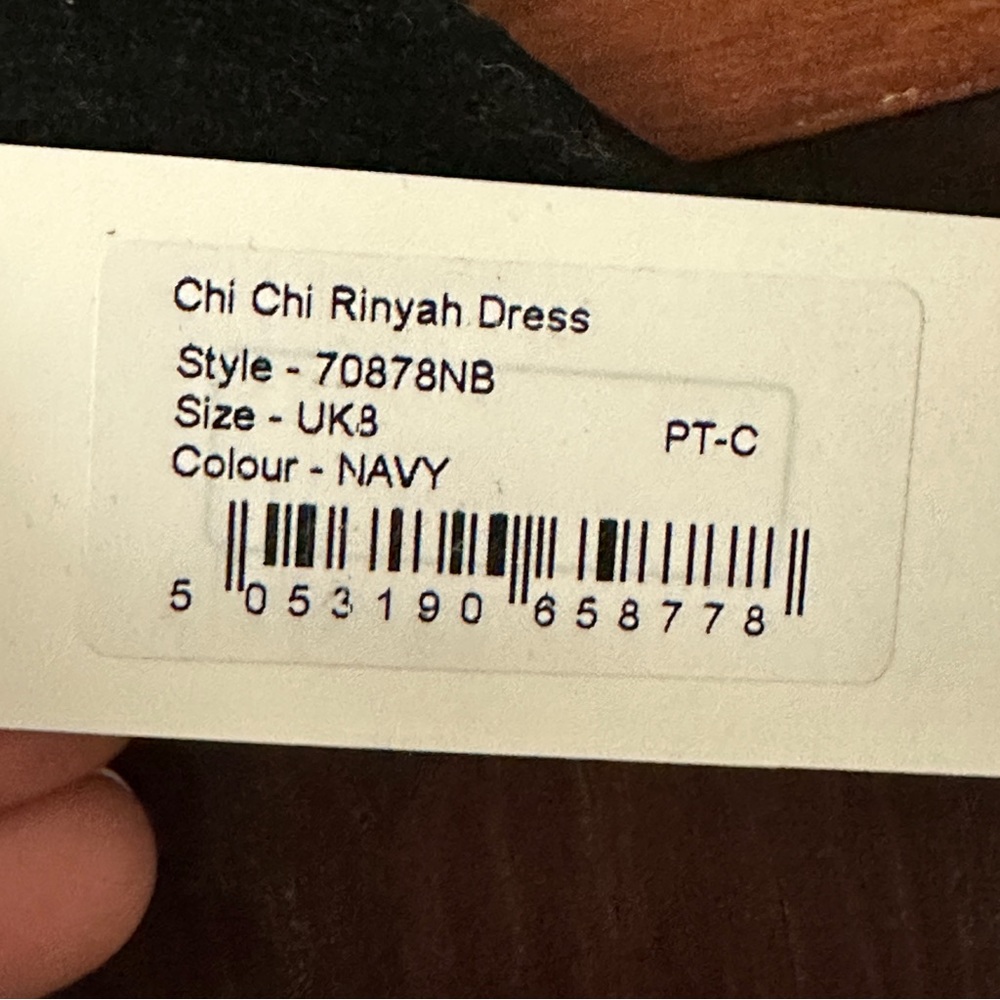 Chi Chi Rinyah Dress
Style - 70878NB
Size - UK8
PT-C
Colour - NAVY
5 053190 658778